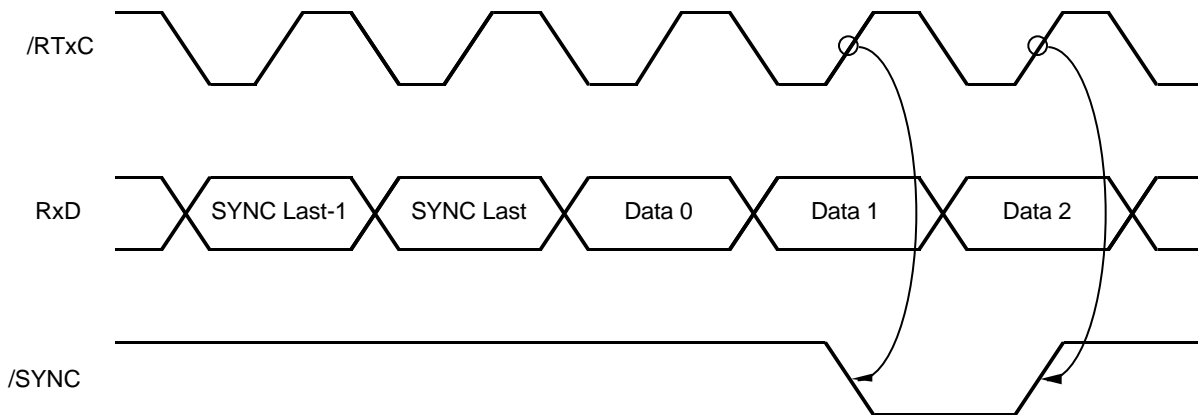 /RTxC
RxD SYNC Last-1 SYNC Last Data 0 Data 1 Data 2
/SYNC